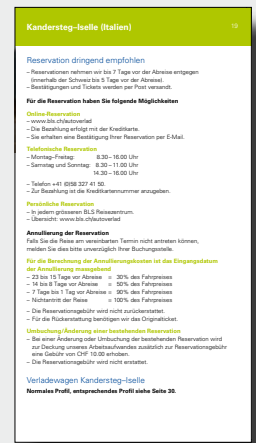 Kandersteg–Iselle (Italien)
19
Reservation dringend empfohlen
– Reservationen nehmen wir bis 7 Tage vor der Abreise entgegen
(innerhalb der Schweiz bis 5 Tage vor der Abreise).
– Bestätigungen und Tickets werden per Post versandt.
Für die Reservation haben Sie folgende Möglichkeiten
Online-Reservation
– www.bls.ch/autoverlad
– Die Bezahlung erfolgt mit der Kreditkarte.
– Sie erhalten eine Bestätigung Ihrer Reservation per E-Mail.
Telefonische Reservation
– Montag–Freitag: 8.30–16.00 Uhr
– Samstag und Sonntag: 8.30–11.00 Uhr
14.30–16.00 Uhr
– Telefon +41 (0)58 327 41 50.
– Zur Bezahlung ist die Kreditkartennummer anzugeben.
Persönliche Reservation
– In jedem grösseren BLS Reisezentrum.
– Übersicht: www.bls.ch/autoverlad
Annullierung der Reservation
Falls Sie die Reise am vereinbarten Termin nicht antreten können,
melden Sie dies bitte unverzüglich Ihrer Buchungsstelle.
Für die Berechnung der Annullierungskosten ist das Eingangsdatum
der Annullierung massgebend
– 23 bis 15 Tage vor Abreise = 30% des Fahrpreises
– 14 bis 8 Tage vor Abreise = 50% des Fahrpreises
– 7 Tage bis 1 Tag vor Abreise = 80% des Fahrpreises
– Nichtantritt der Reise = 100% des Fahrpreises
– Die Reservationsgebühr wird nicht zurückerstattet.
– Für die Rückerstattung benötigen wir das Originalticket.
Umbuchung/Änderung einer bestehenden Reservation
– Bei einer Änderung oder Umbuchung der bestehenden Reservation wird
zur Deckung unseres Arbeitsaufwandes zusätzlich zur Reservationsgebühr
eine Gebühr von CHF 10.00 erhoben.
– Die Reservationsgebühr wird nicht erstattet.
Verladewagen Kandersteg–Iselle
Normales Profil, entsprechendes Profil siehe Seite 30.